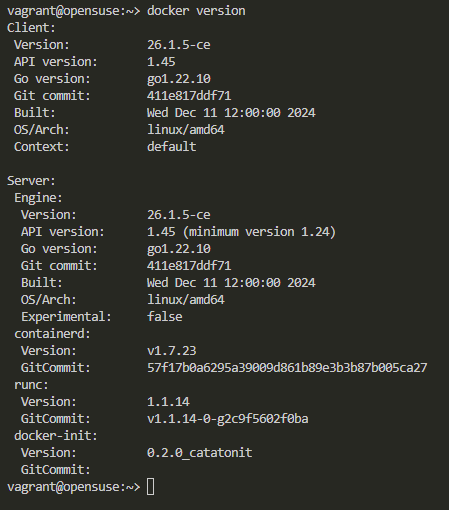 vagrant@opensuse:~> docker version
Client:
 Version:           26.1.5-ce
 API version:       1.45
 Go version:        go1.22.10
 Git commit:        411e817ddf71
 Built:             Wed Dec 11 12:00:00 2024
 OS/Arch:           linux/amd64
 Context:           default

Server:
 Engine:
  Version:          26.1.5-ce
  API version:      1.45 (minimum version 1.24)
  Go version:       go1.22.10
  Git commit:       411e817ddf71
  Built:            Wed Dec 11 12:00:00 2024
  OS/Arch:          linux/amd64
  Experimental:     false
 containerd:
  Version:          v1.7.23
  GitCommit:        57f17b0a6295a39009d861b89e3b3b87b005ca27
 runc:
  Version:          1.1.14
  GitCommit:        v1.1.14-0-g2c9f5602f0ba
 docker-init:
  Version:          0.2.0_catatonit
  GitCommit:
vagrant@opensuse:~>